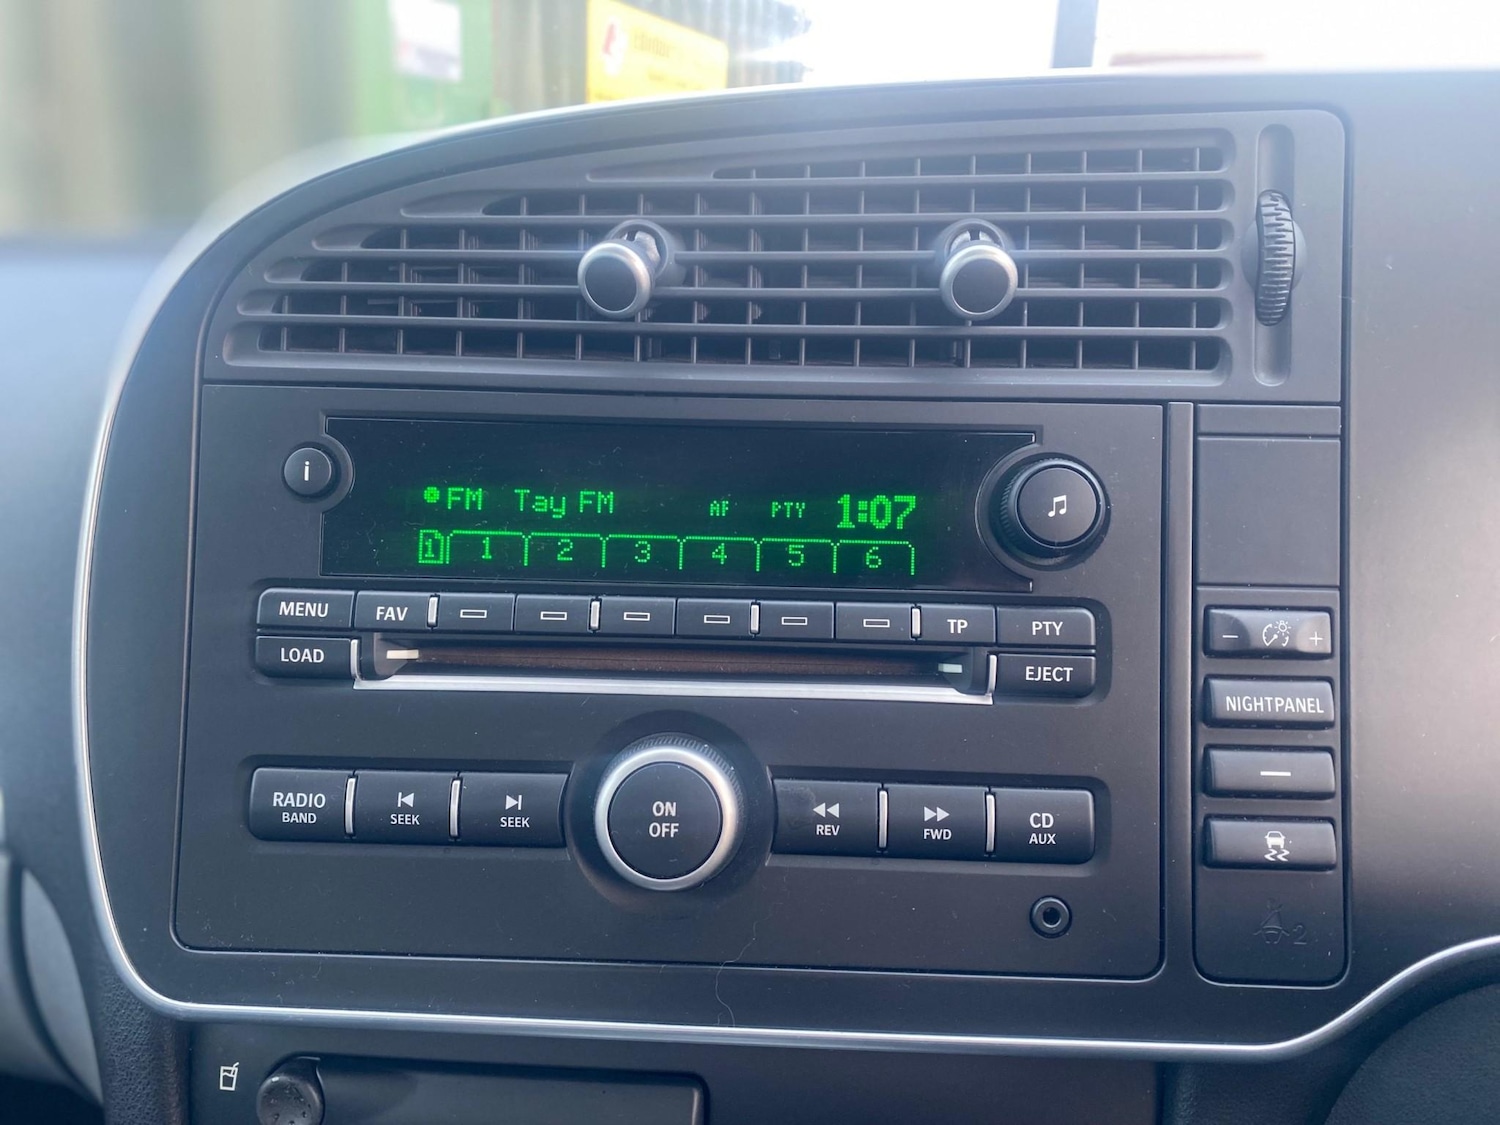 i
FM Tay FM AF PTY 1:07
1 1 2 3 4 5 6
MENU FAV TP PTY
LOAD EJECT
- +
NIGHTPANEL
RADIO
BAND
SEEK
SEEK
ON
OFF
REV
FWD
CD
AUX
2